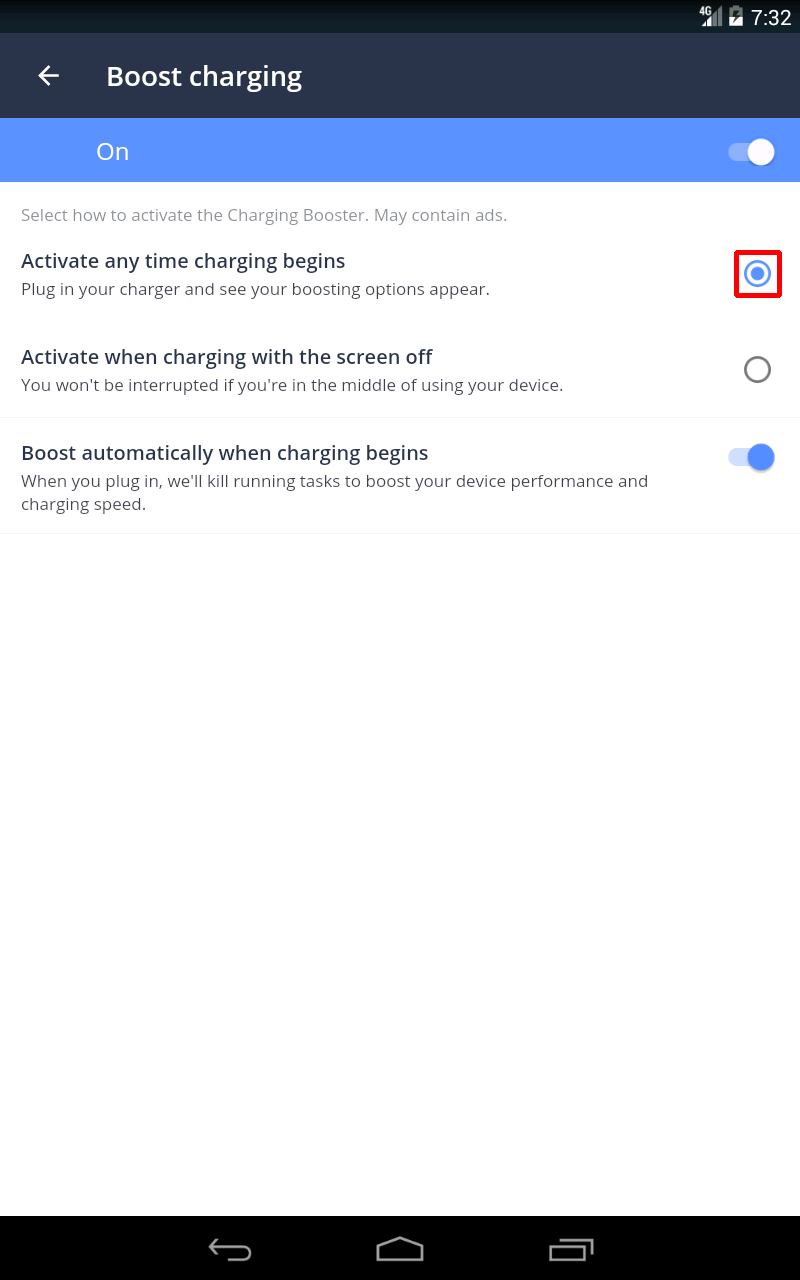 4G 7:32
Boost charging
On
Select how to activate the Charging Booster. May contain ads.
Activate any time charging begins
Plug in your charger and see your boosting options appear.
Activate when charging with the screen off
You won't be interrupted if you're in the middle of using your device.
Boost automatically when charging begins
When you plug in, we'll kill running tasks to boost your device performance and
charging speed.